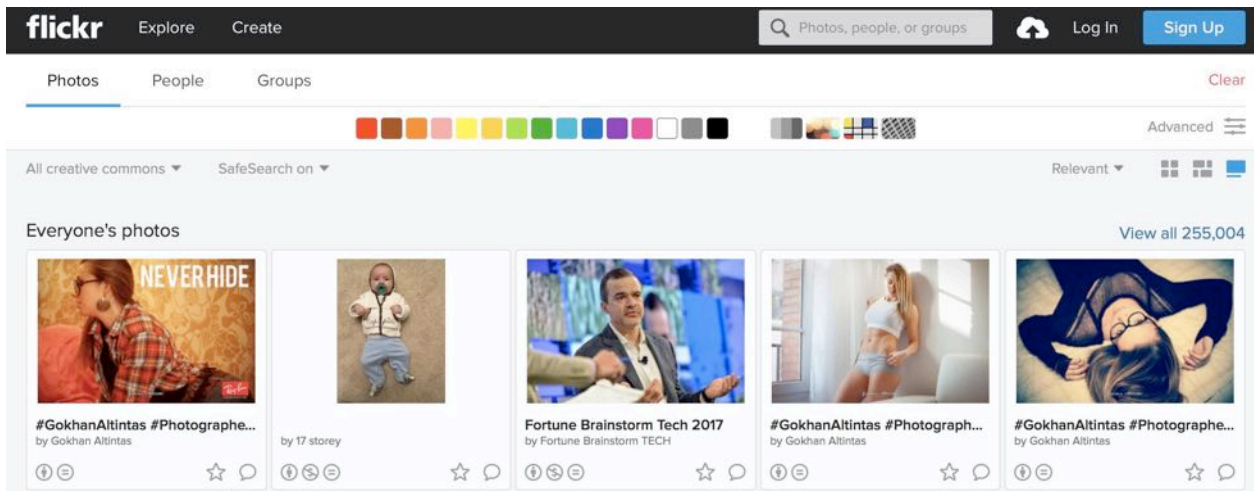 flickr Explore Create Photos, people, or groups Log In Sign Up
Photos People Groups Clear
Advanced
All creative commons SafeSearch on Relevant
Everyone's photos View all 255,004
NEVER HIDE
Ray-Ban
#GokhanAltintas #Photographe...
by Gokhan Altintas
by 17 storey
Fortune Brainstorm Tech 2017
by Fortune Brainstorm TECH
#GokhanAltintas #Photograph...
by Gokhan Altintas
#GokhanAltintas #Photographe...
by Gokhan Altintas